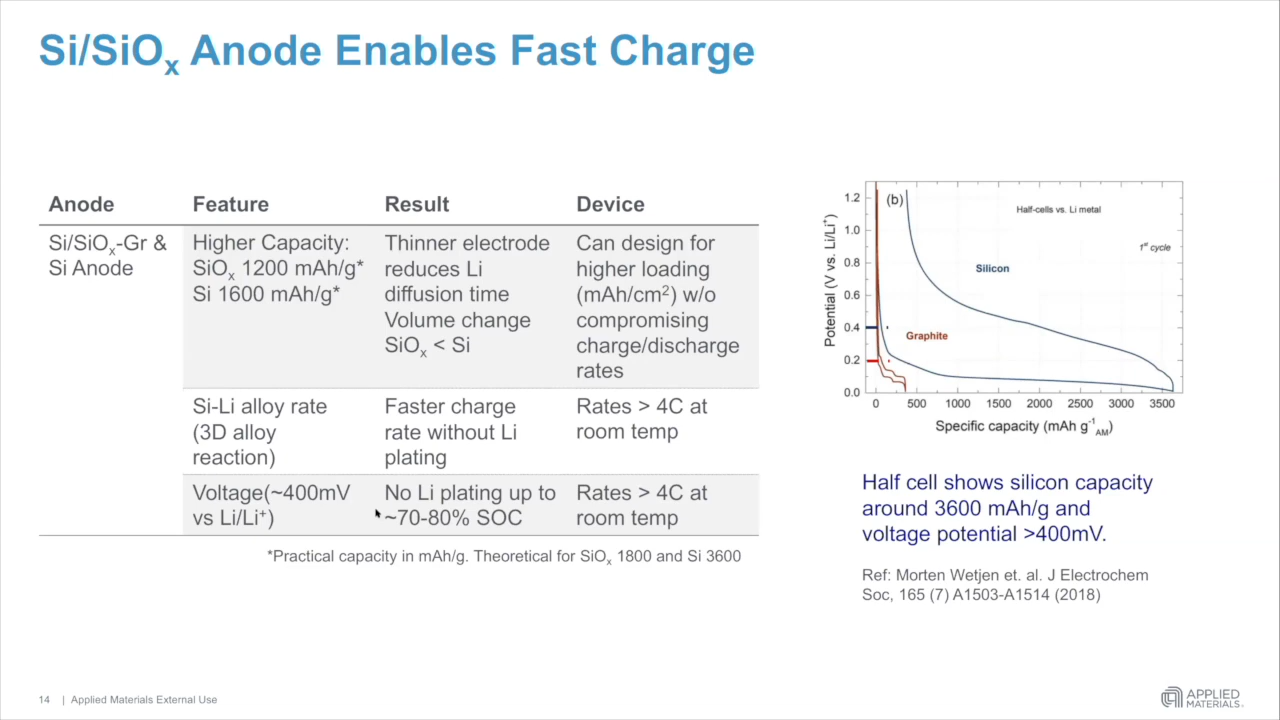 Si/SiOx Anode Enables Fast Charge
Anode Feature Result Device
Si/SiOx-Gr &
Si Anode
Higher Capacity:
SiOx 1200 mAh/g*
Si 1600 mAh/g*
Thinner electrode
reduces Li
diffusion time
Volume change
SiOx < Si
Can design for
higher loading
(mAh/cm²) w/o
compromising
charge/discharge
rates
Si-Li alloy rate
(3D alloy
reaction)
Faster charge
rate without Li
plating
Rates > 4C at
room temp
Voltage(~400mV
vs Li/Li⁺)
No Li plating up to
~70-80% SOC
Rates > 4C at
room temp
*Practical capacity in mAh/g. Theoretical for SiOx 1800 and Si 3600
(b)
Half-cells vs. Li metal
1st cycle
Silicon
Graphite
Potential (V vs. Li/Li⁺)
1.2
1.0
0.8
0.6
0.4
0.2
0.0
0 500 1000 1500 2000 2500 3000 3500
Specific capacity (mAh g⁻¹AM)
Half cell shows silicon capacity
around 3600 mAh/g and
voltage potential >400mV.
Ref: Morten Wetjen et. al. J Electrochem
Soc, 165 (7) A1503-A1514 (2018)
14 | Applied Materials External Use
APPLIED
MATERIALS